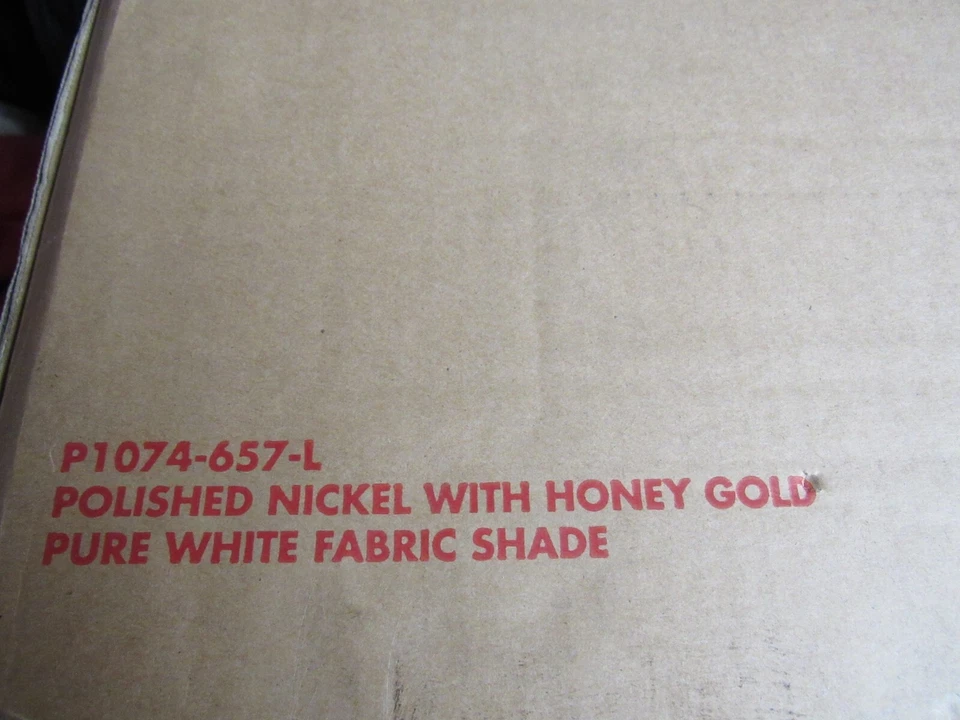 P1074-657-L
POLISHED NICKEL WITH HONEY GOLD
PURE WHITE FABRIC SHADE